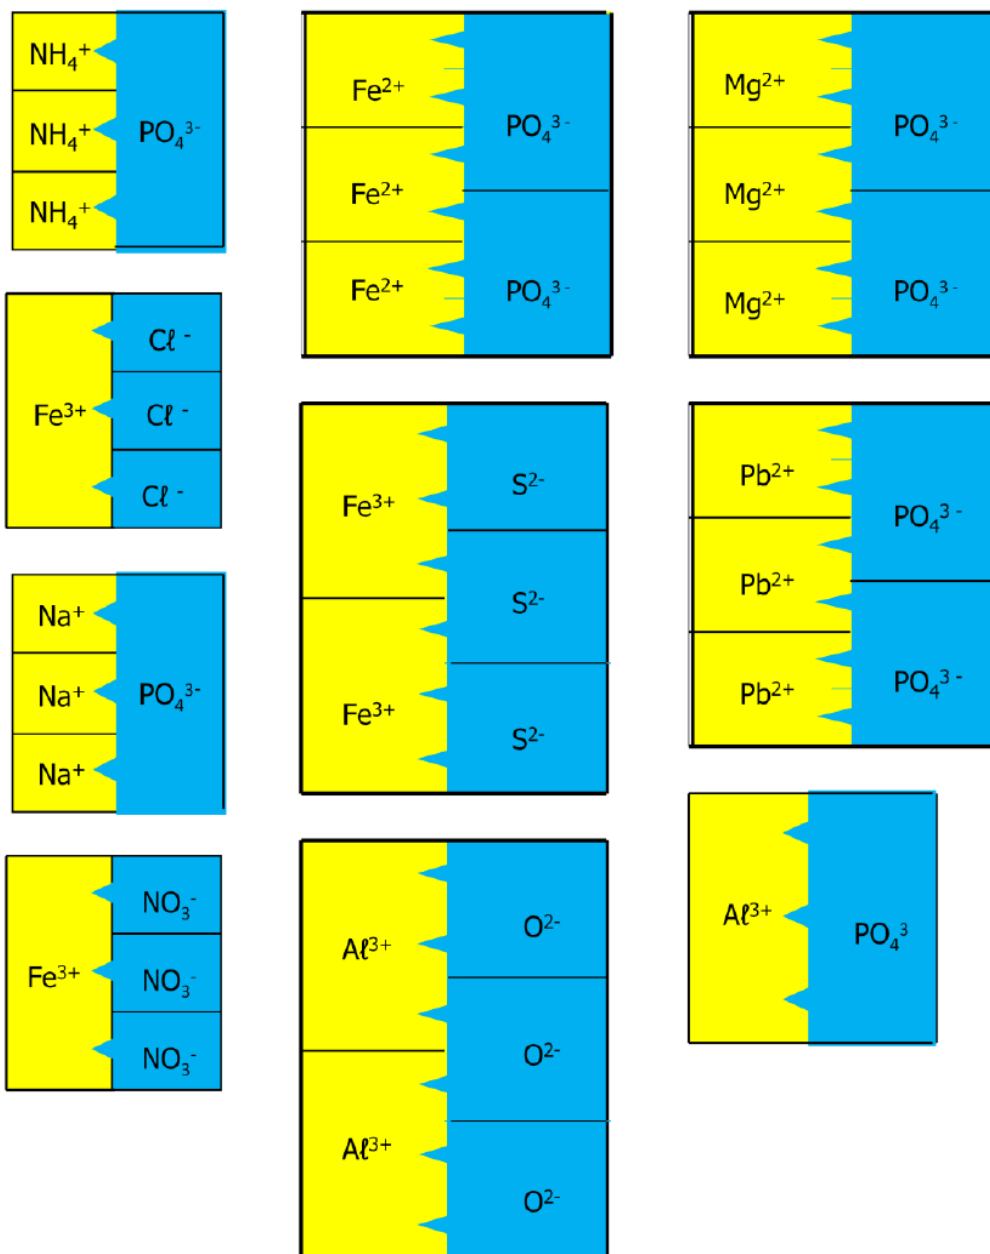 NH₄⁺
NH₄⁺
NH₄⁺
PO₄³⁻
Fe³⁺
Cℓ ⁻
Cℓ ⁻
Cℓ ⁻
Na⁺
Na⁺
Na⁺
PO₄³⁻
Fe³⁺
NO₃⁻
NO₃⁻
NO₃⁻
Fe²⁺
Fe²⁺
Fe²⁺
PO₄³⁻
PO₄³⁻
Fe³⁺
Fe³⁺
S²⁻
S²⁻
S²⁻
Aℓ³⁺
Aℓ³⁺
O²⁻
O²⁻
O²⁻
Mg²⁺
Mg²⁺
Mg²⁺
PO₄³⁻
PO₄³⁻
Pb²⁺
Pb²⁺
Pb²⁺
PO₄³⁻
PO₄³⁻
Aℓ³⁺
PO₄³